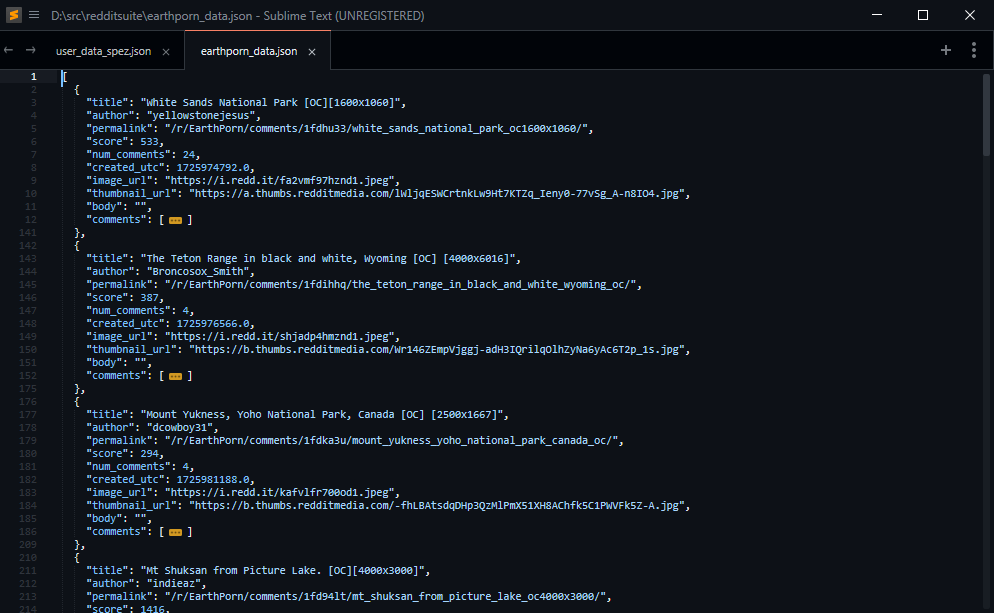 D:\src\redditsuite\earthporn_data.json - Sublime Text (UNREGISTERED)
user_data_spez.json
earthporn_data.json
1 [
2 {
3 "title": "White Sands National Park [OC][1600x1060]",
4 "author": "yellowstonejesus",
5 "permalink": "/r/EarthPorn/comments/1fdhu33/white_sands_national_park_oc1600x1060/",
6 "score": 533,
7 "num_comments": 24,
8 "created_utc": 1725974792.0,
9 "image_url": "https://i.redd.it/fa2vmf97hznd1.jpeg",
10 "thumbnail_url": "https://a.thumbs.redditmedia.com/lWljqESWCrtnkLw9Ht7KTZq_Ieny0-77vSg_A-n8IO4.jpg",
11 "body": "",
12 "comments": [ ... ]
141 },
142 {
143 "title": "The Teton Range in black and white, Wyoming [OC] [4000x6016]",
144 "author": "Broncosox_Smith",
145 "permalink": "/r/EarthPorn/comments/1fdihhq/the_teton_range_in_black_and_white_wyoming_oc/",
146 "score": 387,
147 "num_comments": 4,
148 "created_utc": 1725976566.0,
149 "image_url": "https://i.redd.it/shjadp4hmznd1.jpeg",
150 "thumbnail_url": "https://b.thumbs.redditmedia.com/Wr146ZEmpVjggj-adH3IQrilqOlhZyNa6yAc6T2p_1s.jpg",
151 "body": "",
152 "comments": [ ... ]
175 },
176 {
177 "title": "Mount Yukness, Yoho National Park, Canada [OC] [2500x1667]",
178 "author": "dcowboy31",
179 "permalink": "/r/EarthPorn/comments/1fdka3u/mount_yukness_yoho_national_park_canada_oc/",
180 "score": 294,
181 "num_comments": 4,
182 "created_utc": 1725981188.0,
183 "image_url": "https://i.redd.it/kafvlfr700od1.jpeg",
184 "thumbnail_url": "https://b.thumbs.redditmedia.com/-fhLBAtsdqDHp3QzMlPmX51XH8AChfk5C1PWVFk5Z-A.jpg",
185 "body": "",
186 "comments": [ ... ]
209 },
210 {
211 "title": "Mt Shuksan from Picture Lake. [OC][4000x3000]",
212 "author": "indieaz",
213 "permalink": "/r/EarthPorn/comments/1fd94lt/mt_shuksan_from_picture_lake_oc4000x3000/",
214 "score": 1416,